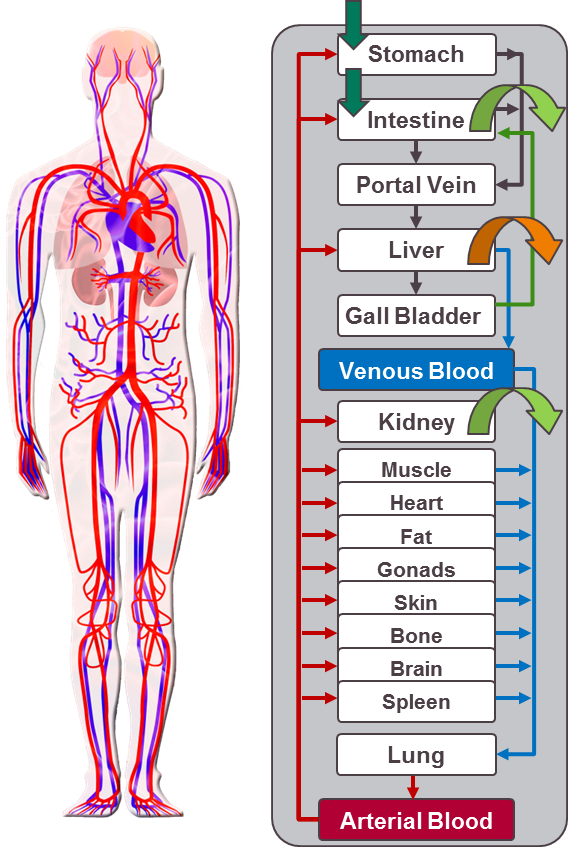 Stomach
Intestine
Portal Vein
Liver
Gall Bladder
Venous Blood
Kidney
Muscle
Heart
Fat
Gonads
Skin
Bone
Brain
Spleen
Lung
Arterial Blood